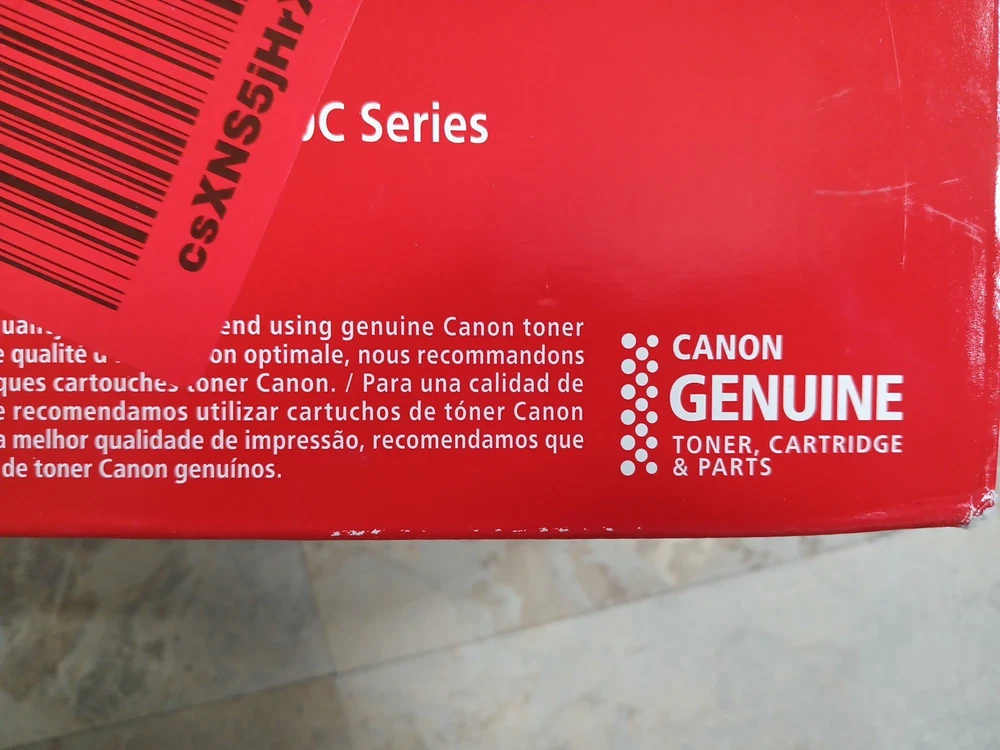 csXNS5jHr
C Series
end using genuine Canon toner
qualité on optimale, nous recommandons
ques cartouches toner Canon. / Para una calidad de
e recomendamos utilizar cartuchos de tóner Canon
a melhor qualidade de impressão, recomendamos que
de toner Canon genuínos.
CANON
GENUINE
TONER, CARTRIDGE
& PARTS